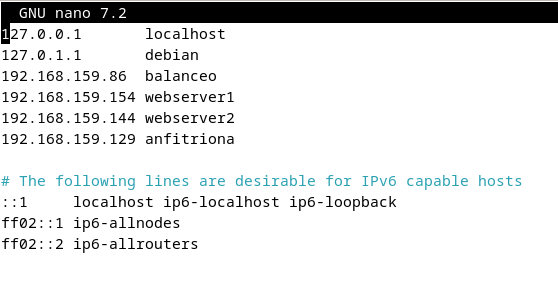 GNU nano 7.2
127.0.0.1       localhost
127.0.1.1       debian
192.168.159.86  balanceo
192.168.159.154 webserver1
192.168.159.144 webserver2
192.168.159.129 anfitriona
# The following lines are desirable for IPv6 capable hosts
::1     localhost ip6-localhost ip6-loopback
ff02::1 ip6-allnodes
ff02::2 ip6-allrouters